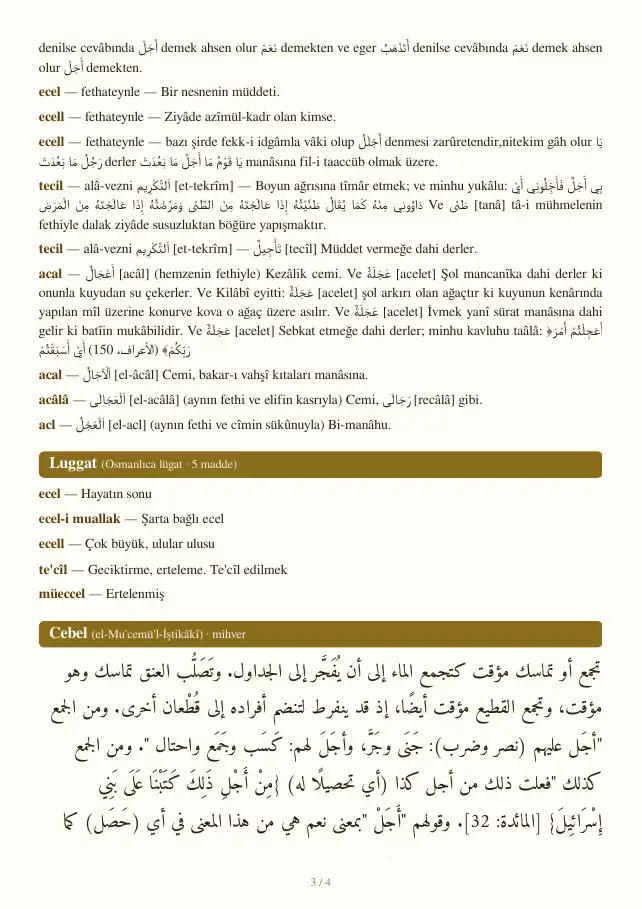 denilse cevâbında أَجَلْ demek ahsen olur نَعَمْ demekten ve eger أَتَذْهَبُ denilse cevâbında نَعَمْ demek ahsen
olur أَجَلْ demekten.
ecel — fethateynle — Bir nesnenin müddeti.
ecell — fethateynle — Ziyâde azîmül-kadr olan kimse.
ecell — fethateynle — bazı şirde fekk-i idgâmla vâki olup أَجْلَلُ denmesi zarûretendir,nitekim gâh olur يَا
رَجُلُ مَا بَعُدَتْ derler يَا قَوْمُ مَا أَجَلَّ مَا بَعُدَتْ manâsına fil-i taaccüb olmak üzere.
tecil — alâ-vezni اَلتَّكْرِيمِ [et-tekrîm] — Boyun ağrısına tîmâr etmek; ve minhu yukâlu: بِي أَجَلٌ فَأَجِّلُونِي أَيْ
دَاوُونِي مِنْهُ كَمَا يُقَالُ طَنَّيْتُهُ إِذَا عَالَجْتَهُ مِنَ الطَّنَى وَمَرَّضْتُهُ إِذَا عَالَجْتَهُ مِنَ الْمَرَضِ Ve طَنَى [tanâ] tâ-i mühmelenin
fethiyle dalak ziyâde susuzluktan böğüre yapışmaktır.
tecil — alâ-vezni اَلتَّكْرِيمِ [et-tekrîm] — تَأْجِيلٌ [tecîl] Müddet vermeğe dahi derler.
acal — أَعْجَالٌ [acâl] (hemzenin fethiyle) Kezâlik cemi. Ve عَجَلَةٌ [acelet] Şol mancanîka dahi derler ki
onunla kuyudan su çekerler. Ve Kilâbî eyitti: عَجَلَةٌ [acelet] şol arkırı olan ağaçtır ki kuyunun kenârında
yapılan mîl üzerine konurve kova o ağaç üzere asılır. Ve عَجَلَةٌ [acelet] İvmek yanî sürat manâsına dahi
gelir ki batîin mukâbilidir. Ve عَجَلَةٌ [acelet] Sebkat etmeğe dahi derler; minhu kavluhu taâlâ: ﴿أَعَجِلْتُمْ أَمْرَ
رَبِّكُمْ﴾ (الأعراف، 150) أَيْ أَسَبَقْتُمْ
acal — اَلْآجَالُ [el-âcâl] Cemi, bakar-ı vahşî kıtaları manâsına.
acâlâ — اَلْعَجَالَى [el-acâlâ] (aynın fethi ve elifin kasrıyla) Cemi, رَجَالَى [recâlâ] gibi.
acl — اَلْعَجْلُ [el-acl] (aynın fethi ve cîmin sükûnuyla) Bi-manâhu.
Luggat (Osmanlıca lügat · 5 madde)
ecel — Hayatın sonu
ecel-i muallak — Şarta bağlı ecel
ecell — Çok büyük, ulular ulusu
te'cîl — Geciktirme, erteleme. Te'cîl edilmek
müeccel — Ertelenmiş
Cebel (el-Mu'cemü'l-İştikâkî) · mihver
تجمع أو تماسك مؤقت كتجمع الماء إلى أن يُفَجَّر إلى الجداول. وتَصَلُّب العنق تماسك وهو
مؤقت، وتجمع القطيع مؤقت أيضًا، إذ قد ينفرط لتنضم أفراده إلى قُطْعان أخرى. ومن الجمع
"أجَل عليهم (نصر وضرب): جَنَى وجَرَّ، وأجَلَ لهم: كَسَب وجَمَع واحتال ". ومن الجمع
كذلك "فعلت ذلك من أجل كذا (أي تحصيلًا له) {مِنْ أَجْلِ ذَلِكَ كَتَبْنَا عَلَى بَنِي
إِسْرَائِيلَ} [المائدة: 32]. وقولهم "أَجَلْ "بمعنى نعم هي من هذا المعنى في أي (حَصَل) كما
3 / 4